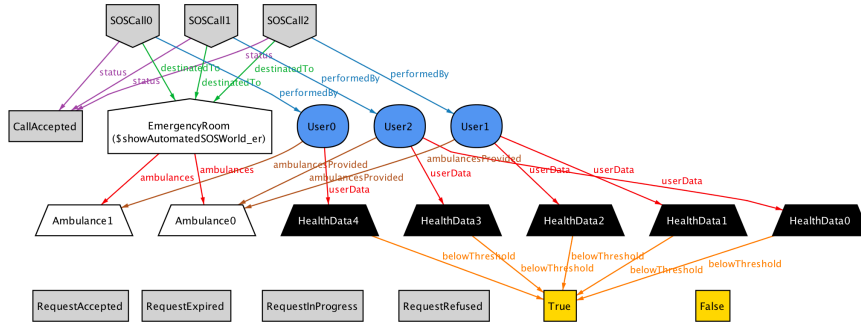 SOSCall0
SOSCall1
SOSCall2
status
destinatedTo
status
destinatedTo
status
destinatedTo
performedBy
performedBy
performedBy
CallAccepted
EmergencyRoom
($showAutomatedSOSWorld_er)
User0
User2
User1
ambulances
ambulances
ambulancesProvided
ambulancesProvided
ambulancesProvided
userData
userData
userData
userData
userData
Ambulance1
Ambulance0
HealthData4
HealthData3
HealthData2
HealthData1
HealthData0
belowThreshold
belowThreshold
belowThreshold
belowThreshold
belowThreshold
RequestAccepted
RequestExpired
RequestInProgress
RequestRefused
True
False